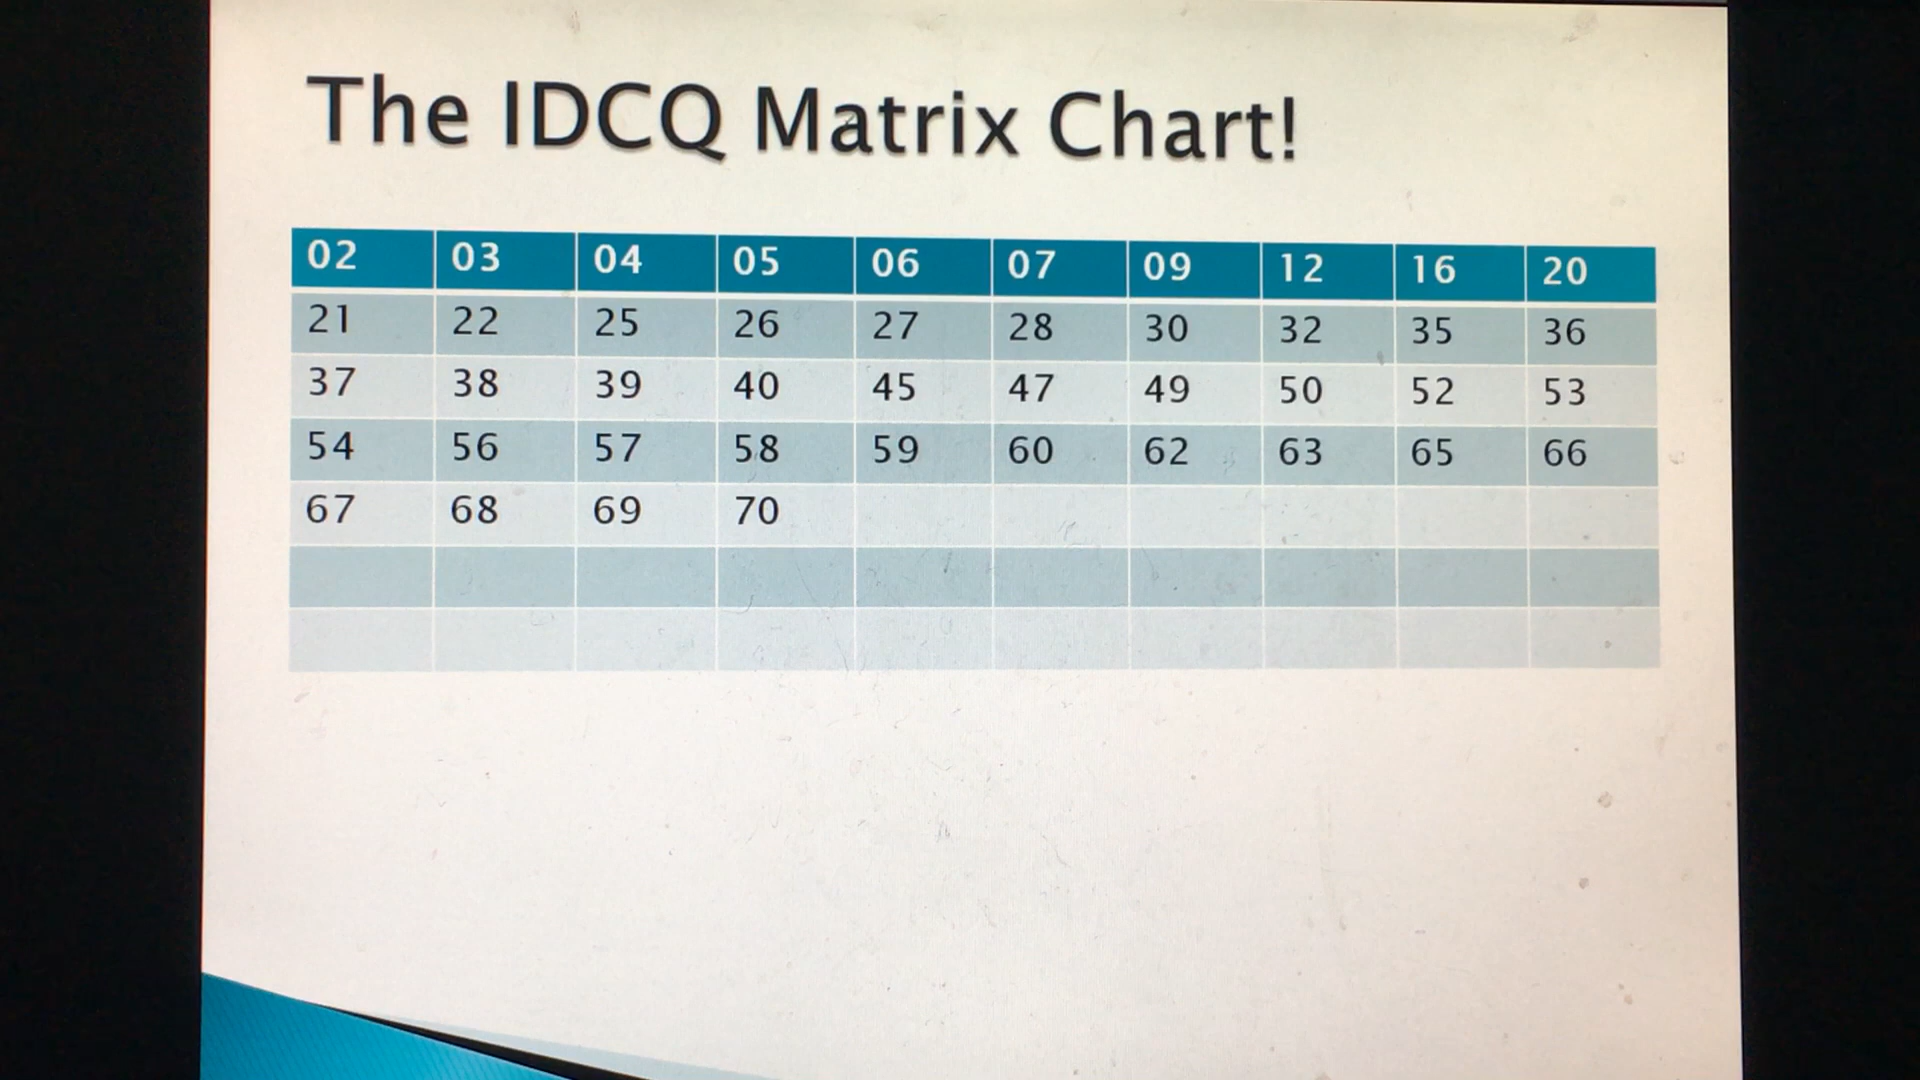 The IDCQ Matrix Chart!
02 03 04 05 06 07 09 12 16 20
21 22 25 26 27 28 30 32 35 36
37 38 39 40 45 47 49 50 52 53
54 56 57 58 59 60 62 63 65 66
67 68 69 70